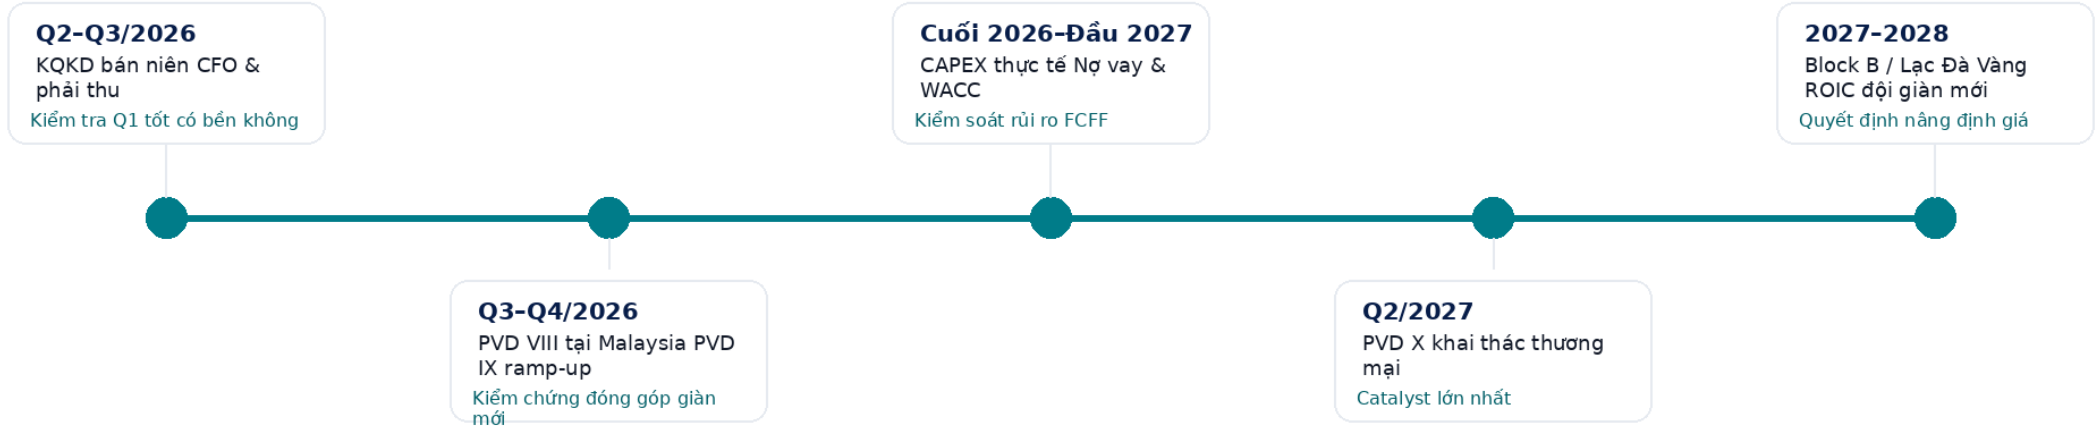 Q2–Q3/2026
KQKD bán niên CFO &
phải thu
Kiểm tra Q1 tốt có bền không
Q3–Q4/2026
PVD VIII tại Malaysia PVD
IX ramp-up
Kiểm chứng đóng góp giàn
mới
Cuối 2026–Đầu 2027
CAPEX thực tế Nợ vay &
WACC
Kiểm soát rủi ro FCFF
Q2/2027
PVD X khai thác thương
mại
Catalyst lớn nhất
2027–2028
Block B / Lạc Đà Vàng
ROIC đội giàn mới
Quyết định nâng định giá